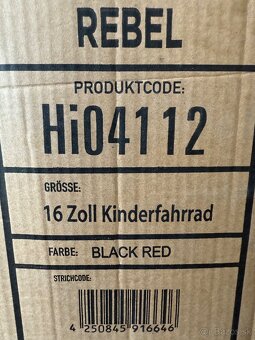 REBEL
PRODUKTCODE:
Hi04112
GRÖSSE:
16 Zoll Kinderfahrrad
FARBE: BLACK RED
STRICHCODE:
4 250845 916646